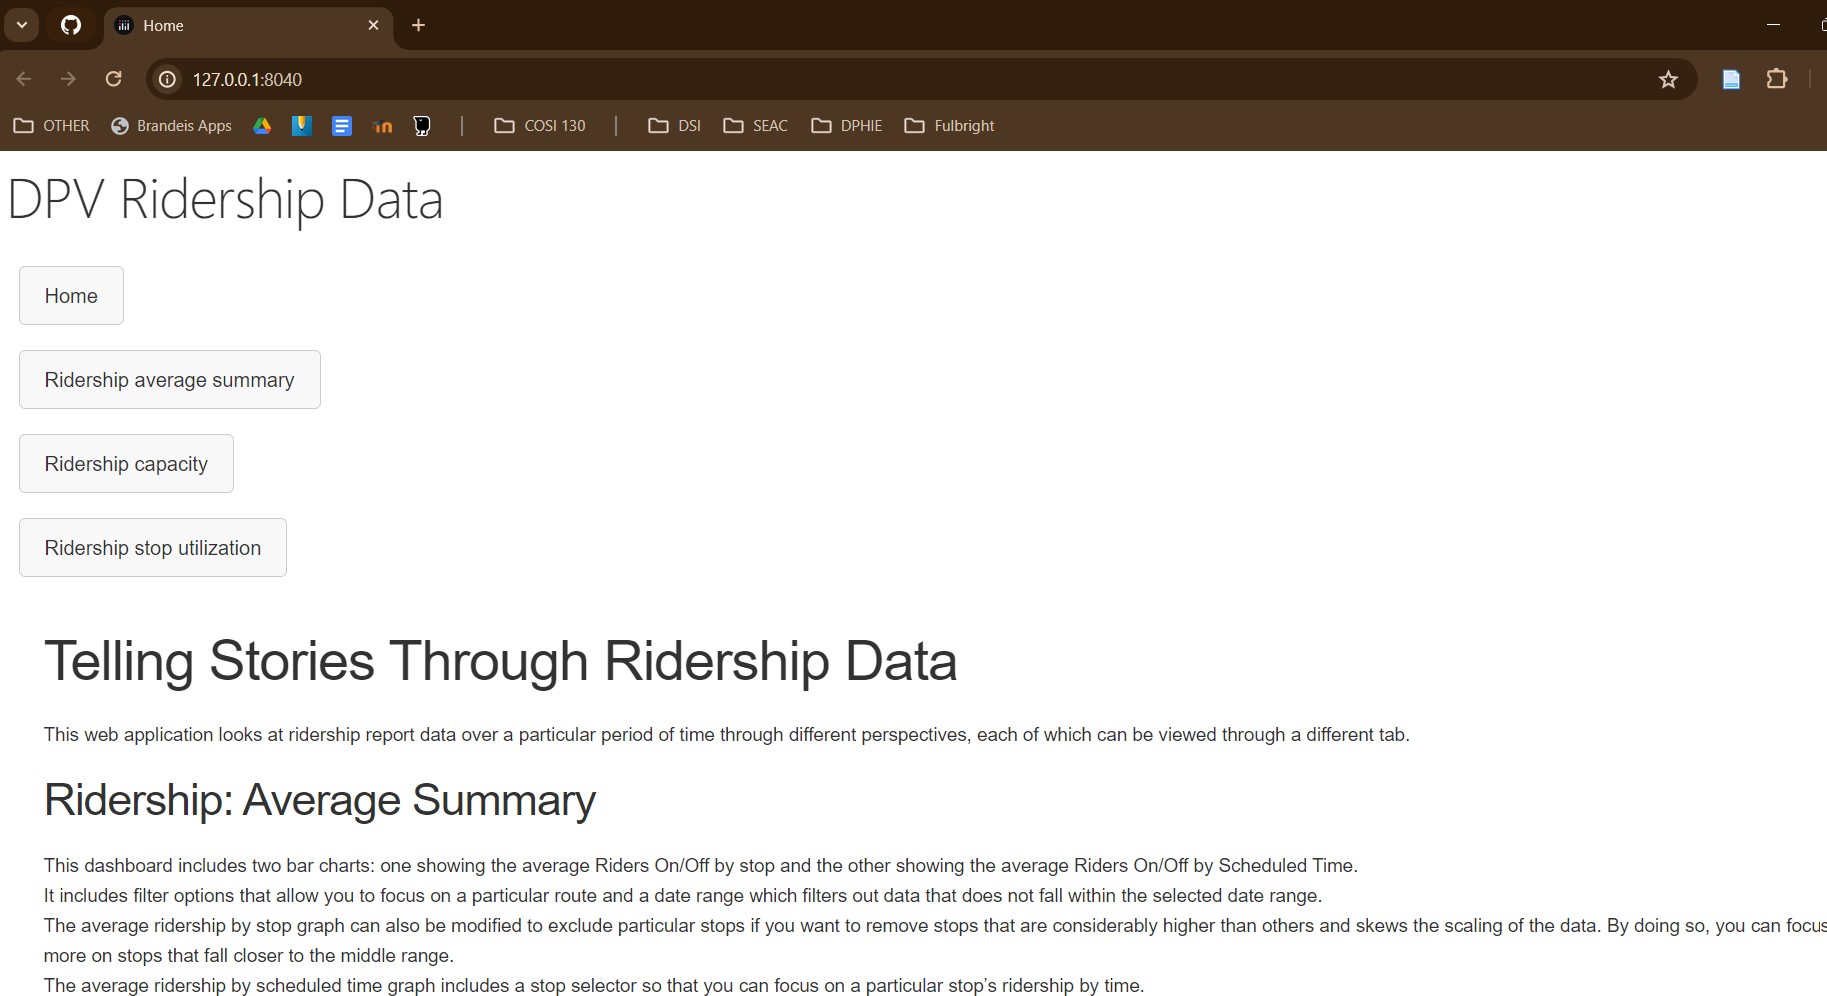 Home
127.0.0.1:8040
OTHER Brandeis Apps | COSI 130 | DSI SEAC DPHIE Fulbright
DPV Ridership Data
Home
Ridership average summary
Ridership capacity
Ridership stop utilization
Telling Stories Through Ridership Data
This web application looks at ridership report data over a particular period of time through different perspectives, each of which can be viewed through a different tab.
Ridership: Average Summary
This dashboard includes two bar charts: one showing the average Riders On/Off by stop and the other showing the average Riders On/Off by Scheduled Time.
It includes filter options that allow you to focus on a particular route and a date range which filters out data that does not fall within the selected date range.
The average ridership by stop graph can also be modified to exclude particular stops if you want to remove stops that are considerably higher than others and skews the scaling of the data. By doing so, you can focus
more on stops that fall closer to the middle range.
The average ridership by scheduled time graph includes a stop selector so that you can focus on a particular stop’s ridership by time.